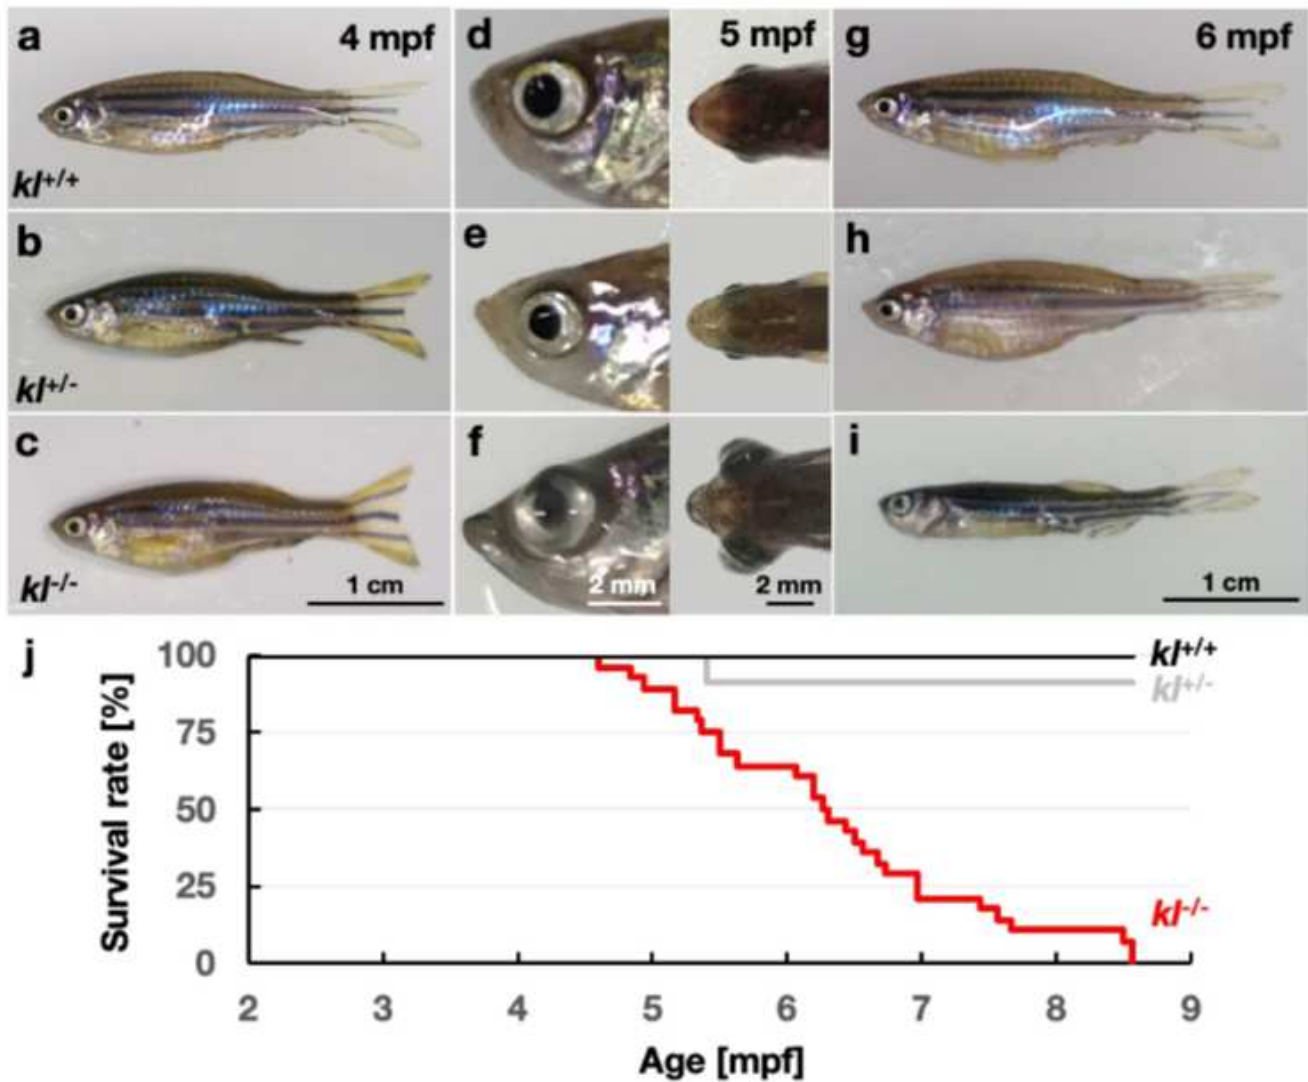 a 4 mpf
kl+/+
b
kl+/-
c
kl-/-
1 cm
d 5 mpf
e
f
2 mm 2 mm
g 6 mpf
h
i
1 cm
j
100
75
50
25
0
Survival rate [%]
kl+/+
kl+/-
kl-/-
2 3 4 5 6 7 8 9
Age [mpf]